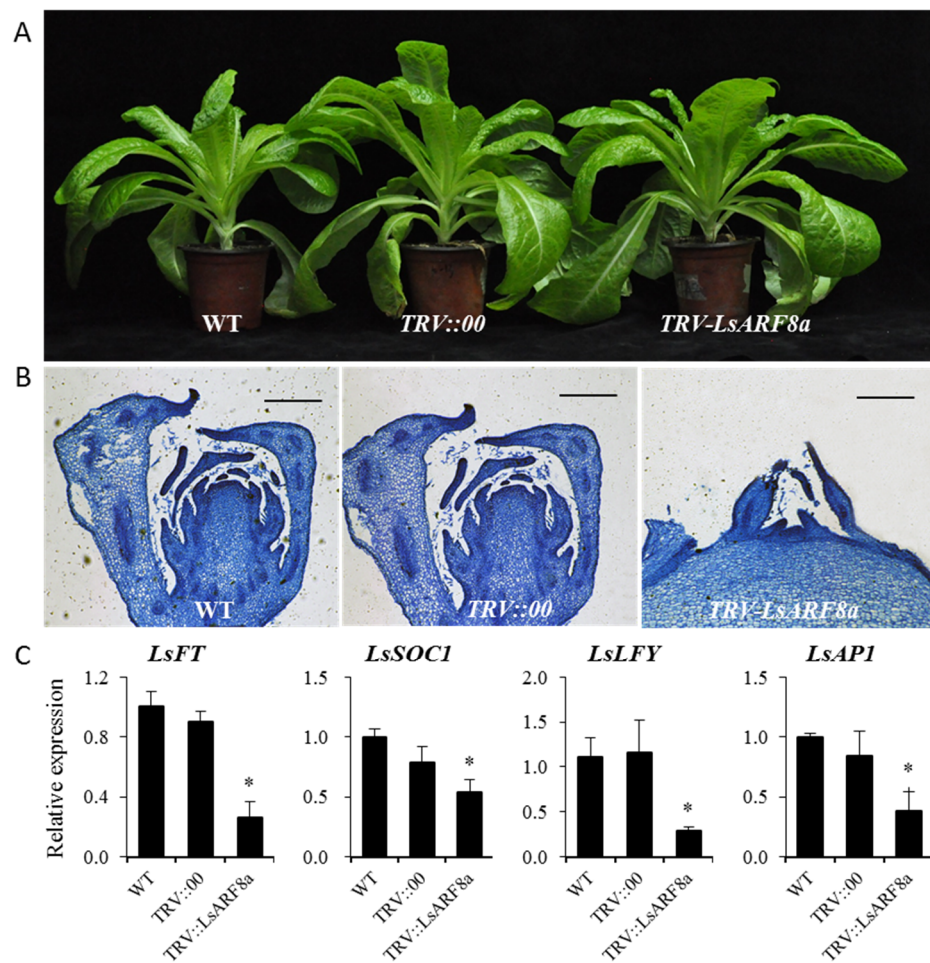 A
WT TRV::00 TRV-LsARF8a
B
WT TRV::00 TRV-LsARF8a
C
LsFT LsSOC1 LsLFY LsAP1
Relative expression
1.2 1.5 2.0 1.5
0.8 1.0 1.5 1.0
0.4 0.5 1.0 0.5
0.0 0.0 0.5 0.0
0.0
* * * *
WT TRV::00 TRV::LsARF8a WT TRV::00 TRV::LsARF8a WT TRV::00 TRV::LsARF8a WT TRV::00 TRV::LsARF8a